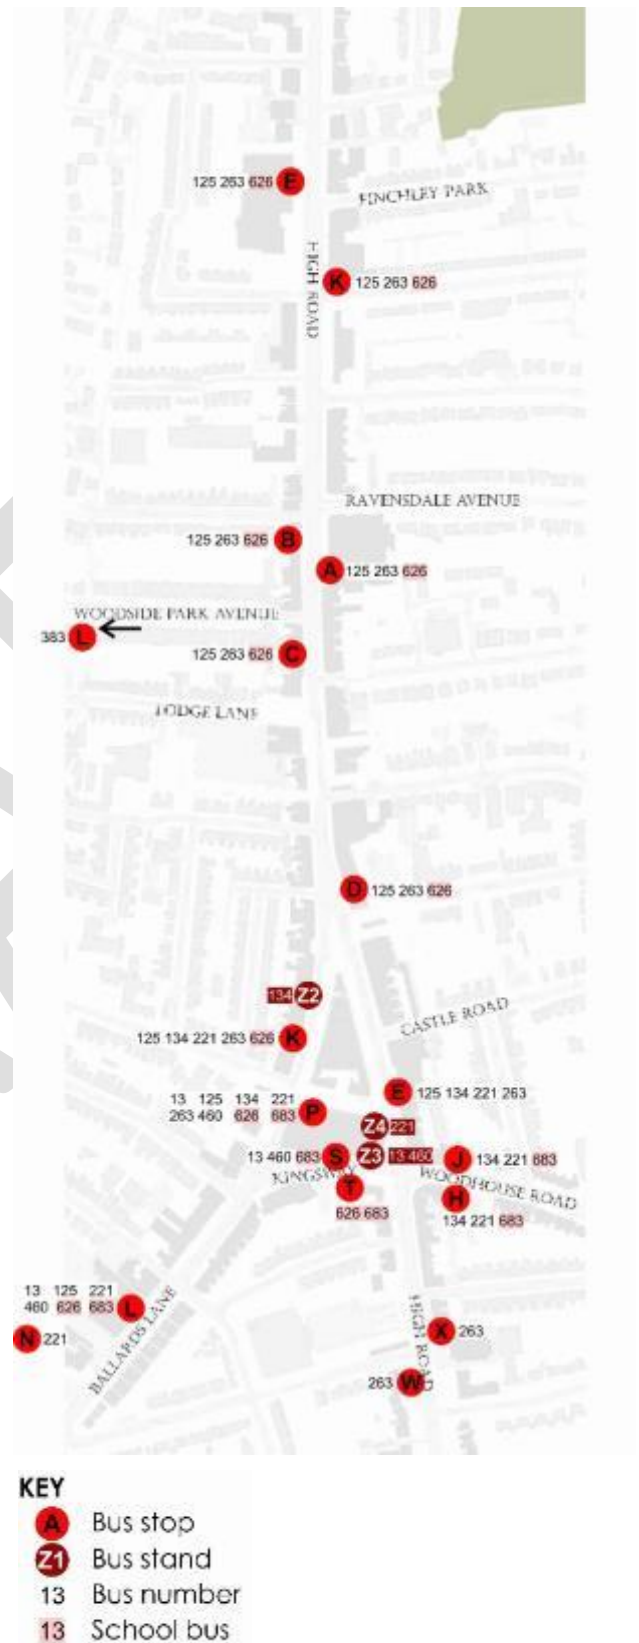 125 263 626 E
FINCHLEY PARK
HIGH ROAD
K 125 263 626
RAVENSDALE AVENUE
125 263 626 B
A 125 263 626
WOODSIDE PARK AVENUE
383 L
125 263 626 C
LODGE LANE
D 125 263 626
134 Z2
CASTLE ROAD
125 134 221 263 626 K
E 125 134 221 263
13 125 134 221
263 460 626 683 P
Z4 221
13 460 683 S
Z3 13 460
J 134 221 683
KINGSWAY
WOODHOUSE ROAD
T
626 683
H
134 221 683
13 125 221
460 626 683 L
BALLARDS LANE
N 221
HIGH ROAD
X 263
263 W
KEY
A Bus stop
Z1 Bus stand
13 Bus number
13 School bus